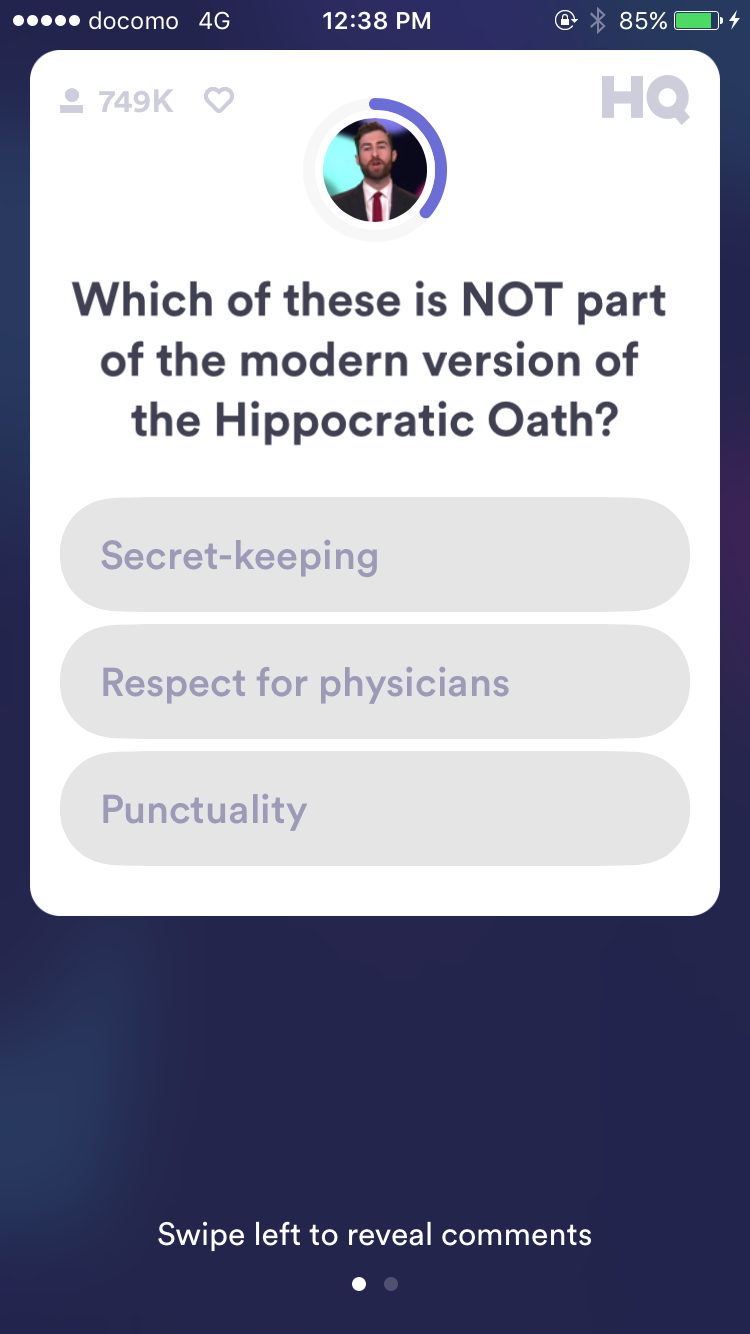 docomo 4G 12:38 PM 85%
749K HQ
Which of these is NOT part
of the modern version of
the Hippocratic Oath?
Secret-keeping
Respect for physicians
Punctuality
Swipe left to reveal comments